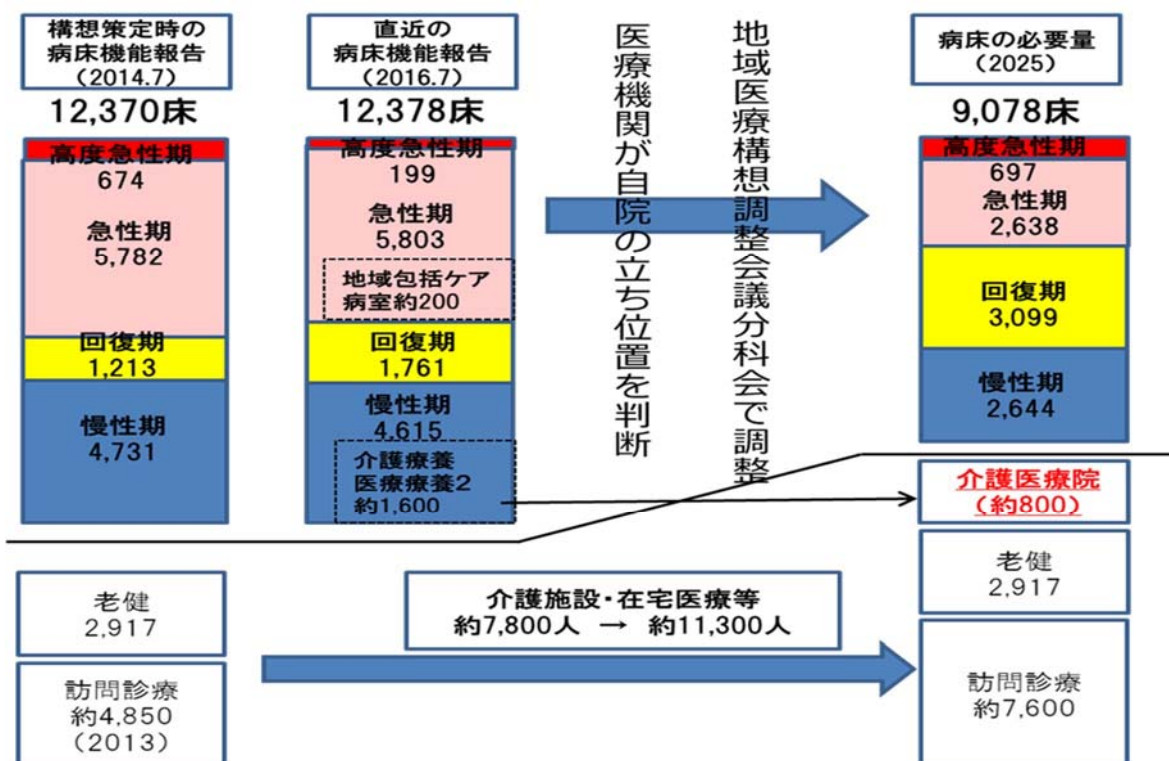 構想策定時の
病床機能報告
(2014.7)
12,370床
高度急性期
674
急性期
5,782
回復期
1,213
慢性期
4,731
直近の
病床機能報告
(2016.7)
12,378床
高度急性期
199
急性期
5,803
地域包括ケア
病室約200
回復期
1,761
慢性期
4,615
介護療養
医療療養2
約1,600
地域医療構想調整会議分科会で調整
医療機関が自院の立ち位置を判断
病床の必要量
(2025)
9,078床
高度急性期
697
急性期
2,638
回復期
3,099
慢性期
2,644
介護医療院
(約800)
老健
2,917
訪問診療
約4,850
(2013)
介護施設・在宅医療等
約7,800人 → 約11,300人
老健
2,917
訪問診療
約7,600